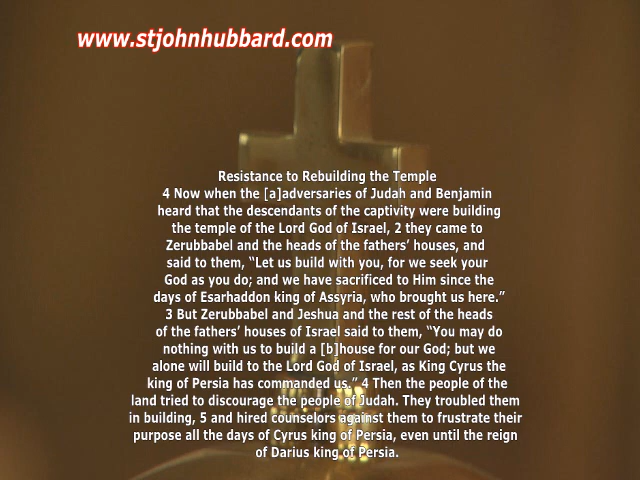 www.stjohnhubbard.com
Resistance to Rebuilding the Temple
4 Now when the [a]adversaries of Judah and Benjamin
heard that the descendants of the captivity were building
the temple of the Lord God of Israel, 2 they came to
Zerubbabel and the heads of the fathers’ houses, and
said to them, “Let us build with you, for we seek your
God as you do; and we have sacrificed to Him since the
days of Esarhaddon king of Assyria, who brought us here.”
3 But Zerubbabel and Jeshua and the rest of the heads
of the fathers’ houses of Israel said to them, “You may do
nothing with us to build a [b]house for our God; but we
alone will build to the Lord God of Israel, as King Cyrus the
king of Persia has commanded us.” 4 Then the people of the
land tried to discourage the people of Judah. They troubled them
in building, 5 and hired counselors against them to frustrate their
purpose all the days of Cyrus king of Persia, even until the reign
of Darius king of Persia.